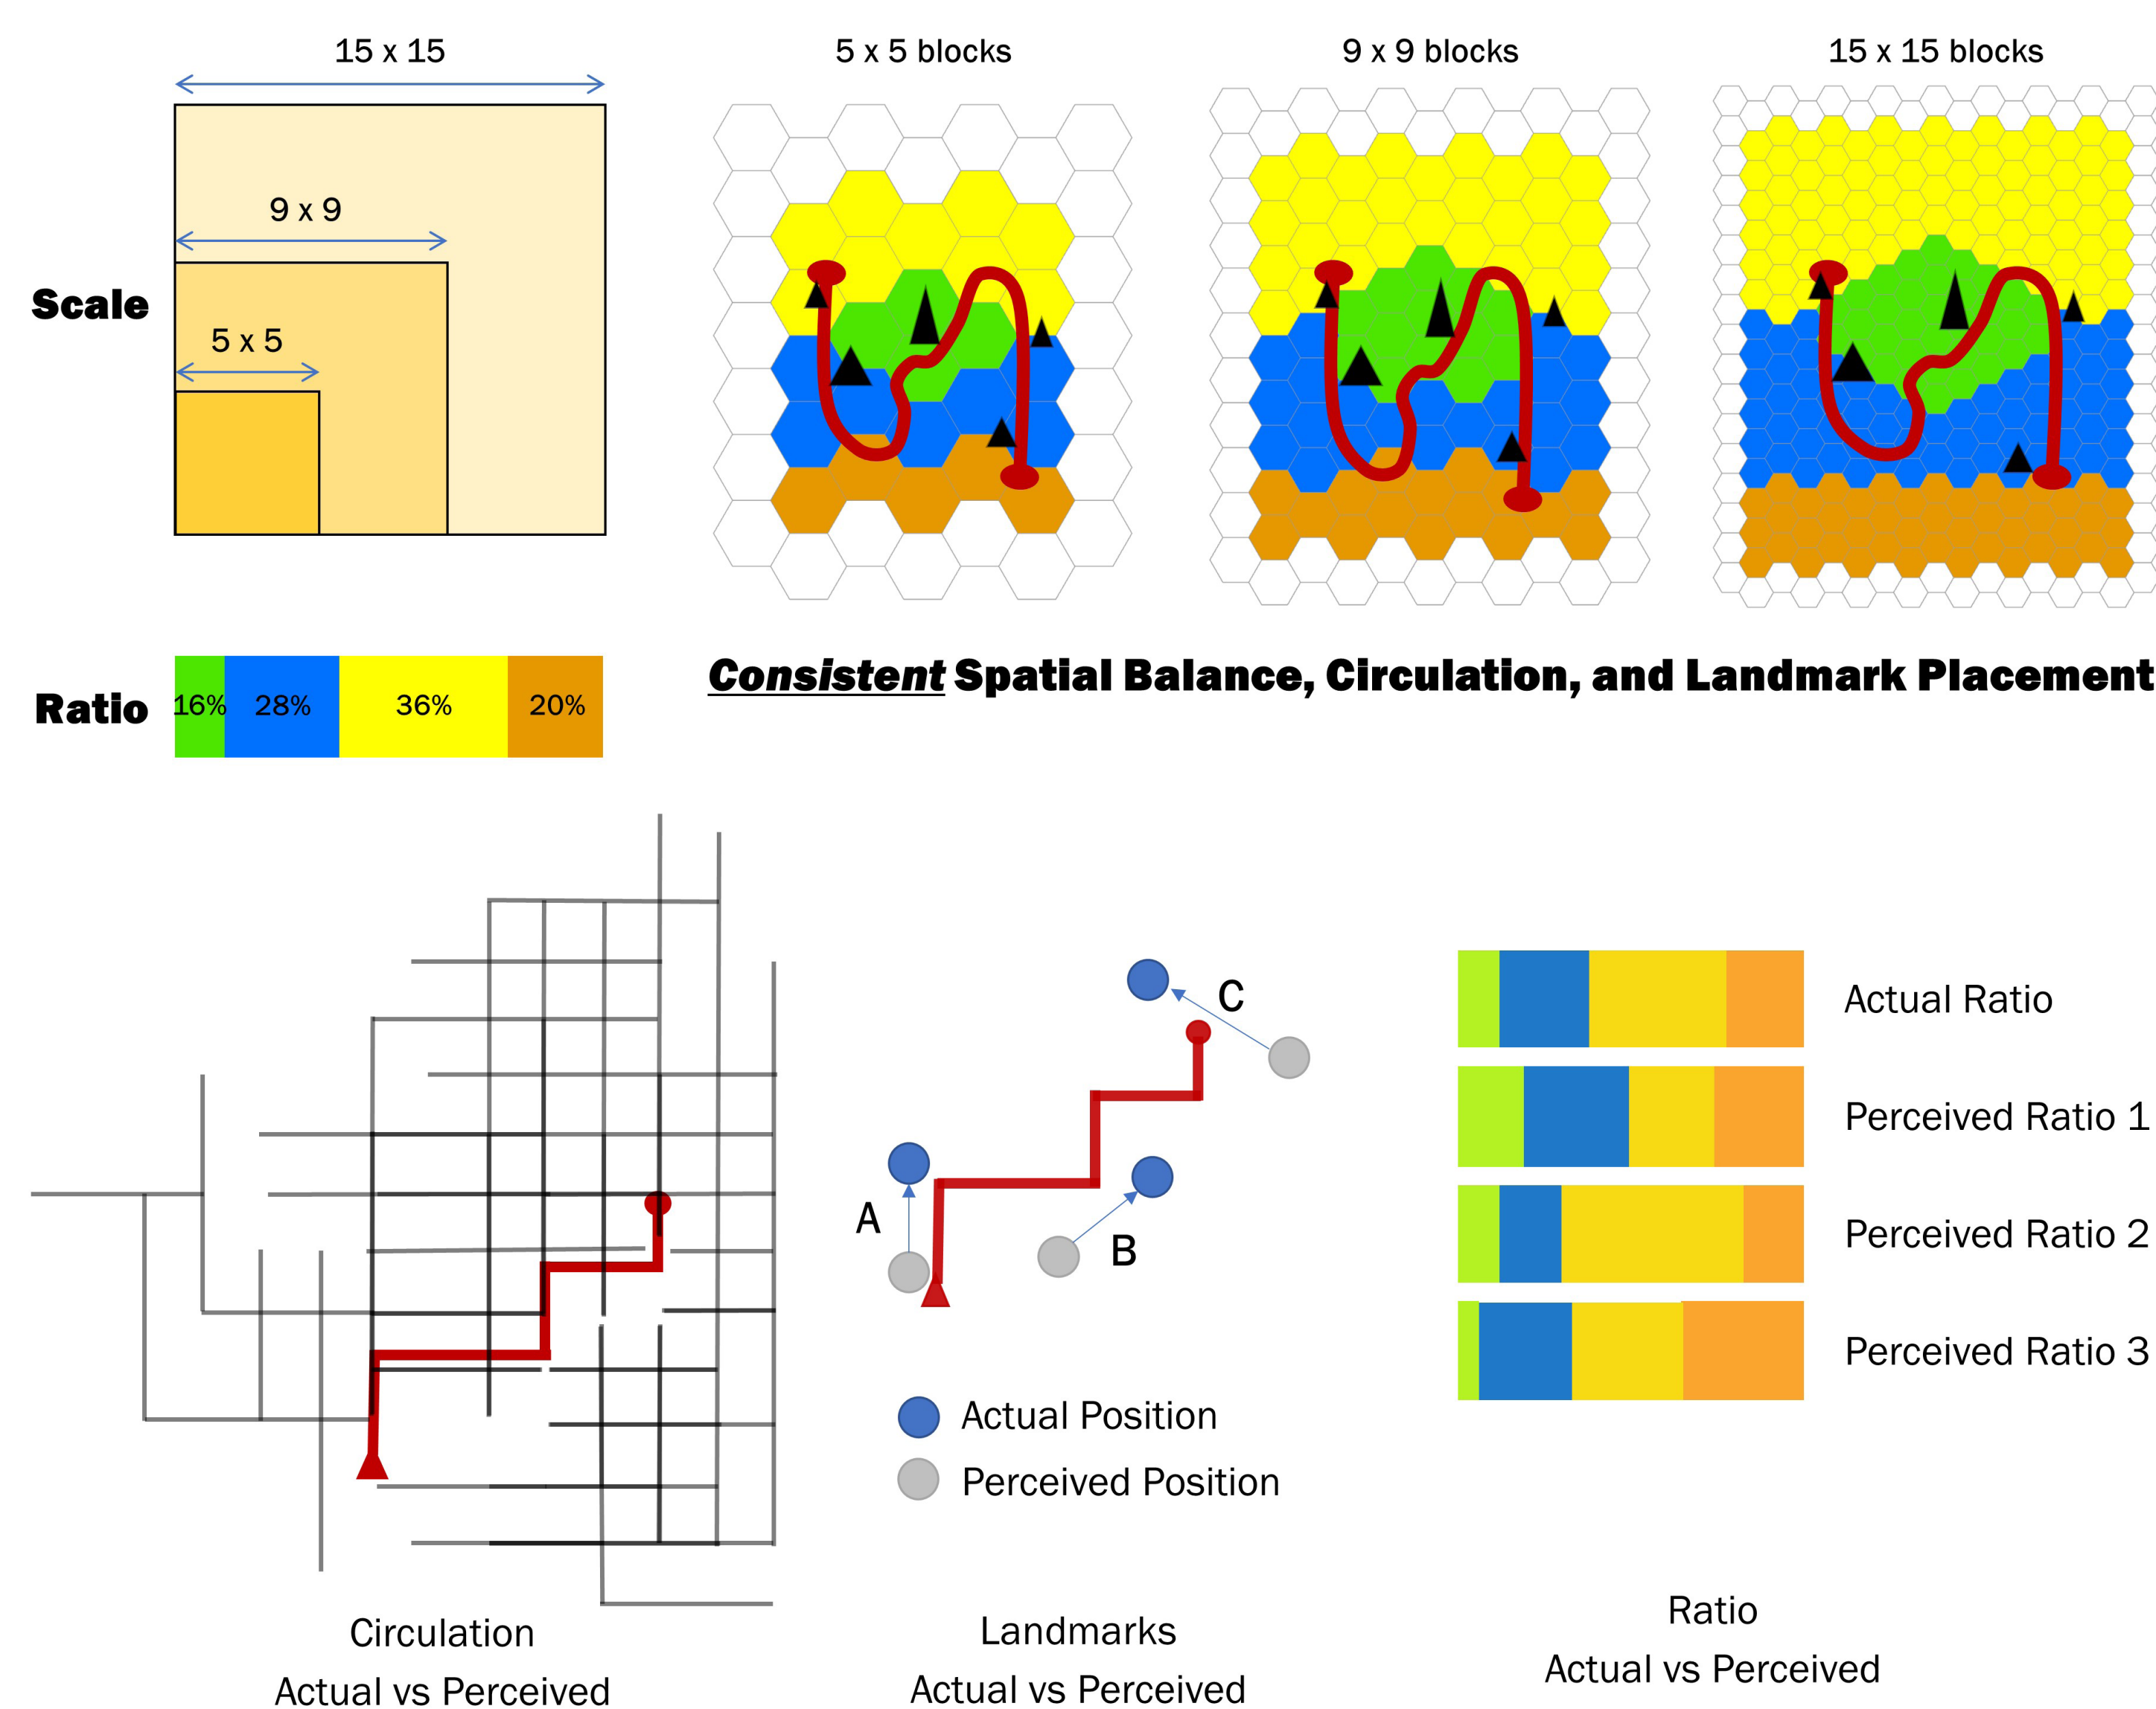 15 x 15
9 x 9
5 x 5
Scale
5 x 5 blocks
9 x 9 blocks
15 x 15 blocks
Ratio
16%
28%
36%
20%
Consistent Spatial Balance, Circulation, and Landmark Placement
A
B
C
Actual Position
Perceived Position
Actual Ratio
Perceived Ratio 1
Perceived Ratio 2
Perceived Ratio 3
Circulation
Actual vs Perceived
Landmarks
Actual vs Perceived
Ratio
Actual vs Perceived